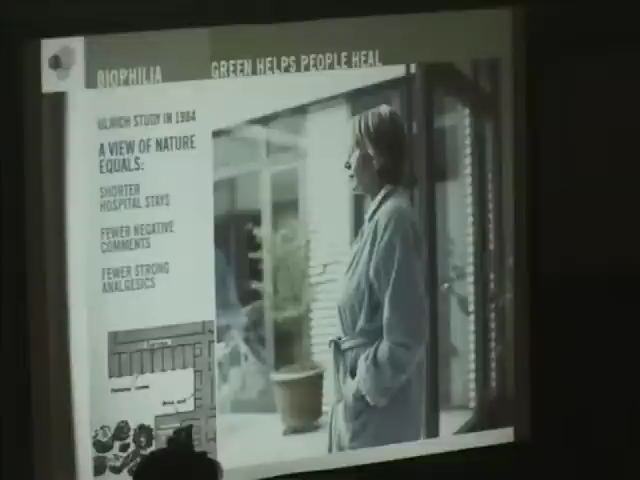 BIOPHILIA
GREEN HELPS PEOPLE HEAL
ULRICH STUDY IN 1984
A VIEW OF NATURE
EQUALS:
SHORTER
HOSPITAL STAYS
FEWER NEGATIVE
COMMENTS
FEWER STRONG
ANALGESICS